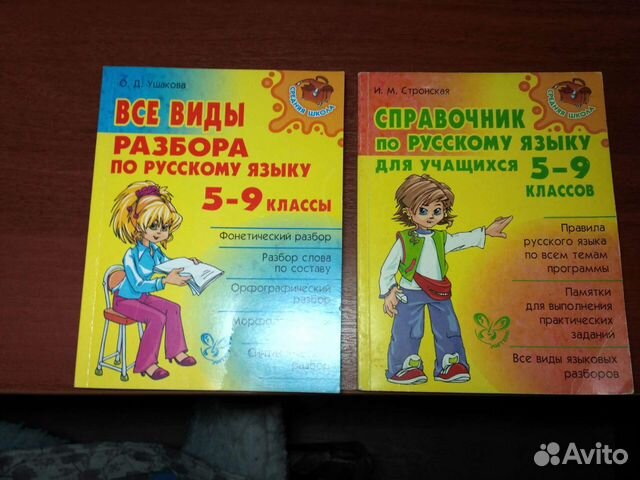 О. Д. Ушакова
СРЕДНЯЯ ШКОЛА
ВСЕ ВИДЫ
РАЗБОРА
ПО РУССКОМУ ЯЗЫКУ
5-9 КЛАССЫ
Фонетический разбор
Разбор слова
по составу
Орфографический
разбор
разбор
И. М. Стронская
СРЕДНЯЯ ШКОЛА
СПРАВОЧНИК
ПО РУССКОМУ ЯЗЫКУ
ДЛЯ УЧАЩИХСЯ 5-9
КЛАССОВ
Правила
русского языка
по всем темам
программы
Памятки
для выполнения
практических
заданий
Все виды языковых
разборов
Avito